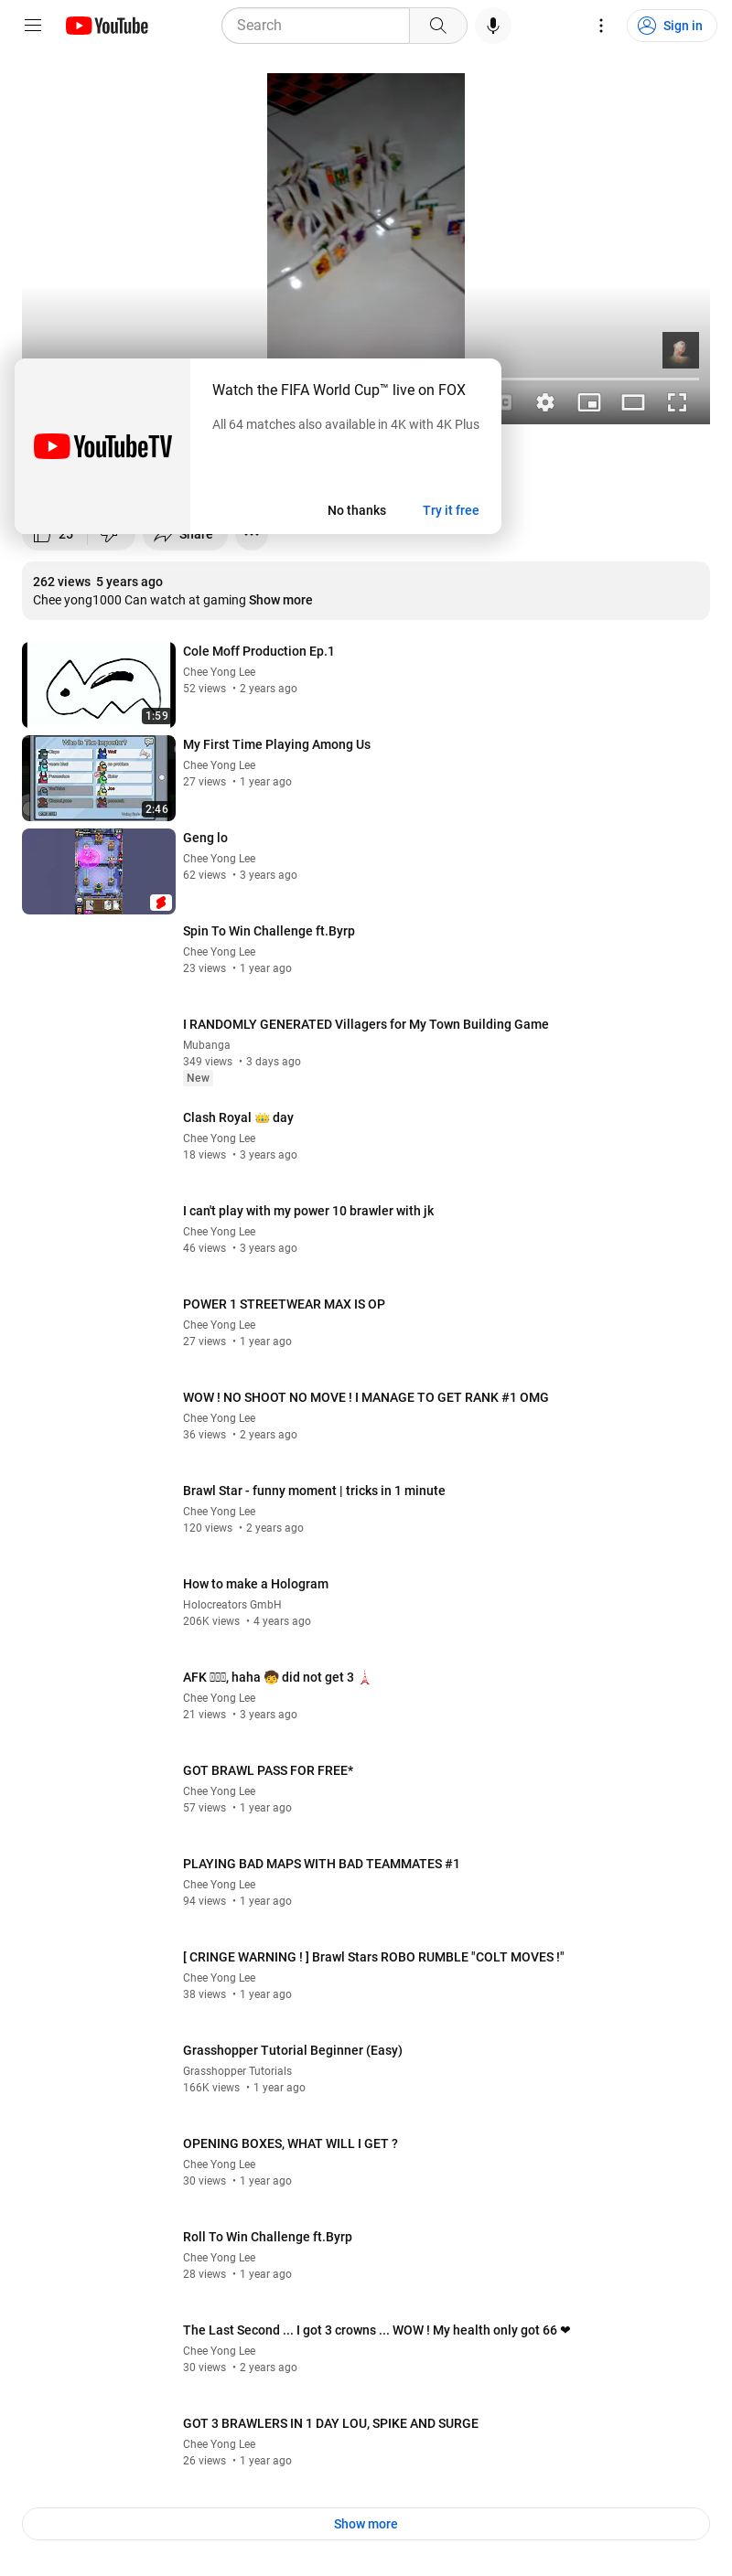 YouTube
Search
Sign in
Watch the FIFA World Cup™ live on FOX
All 64 matches also available in 4K with 4K Plus
YouTubeTV
No thanks
Try it free
25
Share
262 views 5 years ago
Chee yong1000 Can watch at gaming Show more
Cole Moff Production Ep.1
Chee Yong Lee
52 views • 2 years ago
1:59
My First Time Playing Among Us
Chee Yong Lee
27 views • 1 year ago
2:46
Geng lo
Chee Yong Lee
62 views • 3 years ago
Spin To Win Challenge ft.Byrp
Chee Yong Lee
23 views • 1 year ago
I RANDOMLY GENERATED Villagers for My Town Building Game
Mubanga
349 views • 3 days ago
New
Clash Royal 👑 day
Chee Yong Lee
18 views • 3 years ago
I can't play with my power 10 brawler with jk
Chee Yong Lee
46 views • 3 years ago
POWER 1 STREETWEAR MAX IS OP
Chee Yong Lee
27 views • 1 year ago
WOW ! NO SHOOT NO MOVE ! I MANAGE TO GET RANK #1 OMG
Chee Yong Lee
36 views • 2 years ago
Brawl Star - funny moment | tricks in 1 minute
Chee Yong Lee
120 views • 2 years ago
How to make a Hologram
Holocreators GmbH
206K views • 4 years ago
AFK , haha 🧒 did not get 3 🗼
Chee Yong Lee
21 views • 3 years ago
GOT BRAWL PASS FOR FREE*
Chee Yong Lee
57 views • 1 year ago
PLAYING BAD MAPS WITH BAD TEAMMATES #1
Chee Yong Lee
94 views • 1 year ago
[ CRINGE WARNING ! ] Brawl Stars ROBO RUMBLE "COLT MOVES !"
Chee Yong Lee
38 views • 1 year ago
Grasshopper Tutorial Beginner (Easy)
Grasshopper Tutorials
166K views • 1 year ago
OPENING BOXES, WHAT WILL I GET ?
Chee Yong Lee
30 views • 1 year ago
Roll To Win Challenge ft.Byrp
Chee Yong Lee
28 views • 1 year ago
The Last Second ... I got 3 crowns ... WOW ! My health only got 66 ❤
Chee Yong Lee
30 views • 2 years ago
GOT 3 BRAWLERS IN 1 DAY LOU, SPIKE AND SURGE
Chee Yong Lee
26 views • 1 year ago
Show more